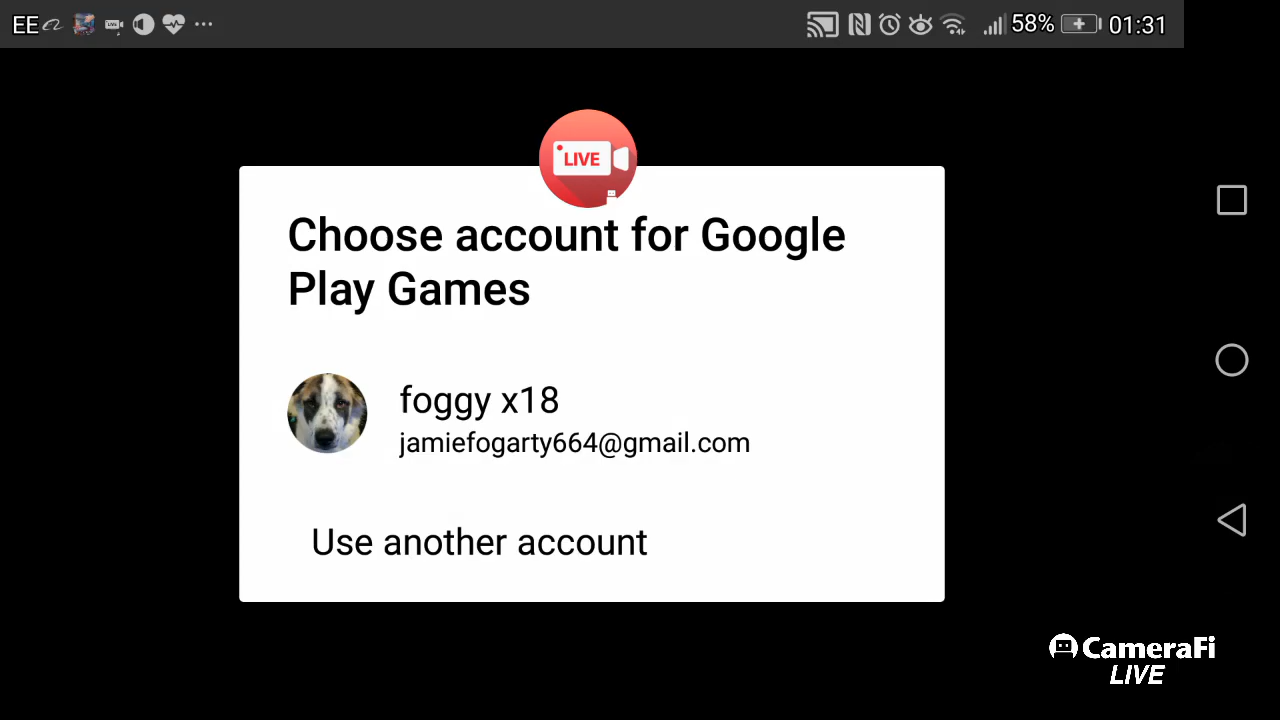 EE 58% 01:31
LIVE
Choose account for Google
Play Games
foggy x18
jamiefogarty664@gmail.com
Use another account
CameraFi
LIVE